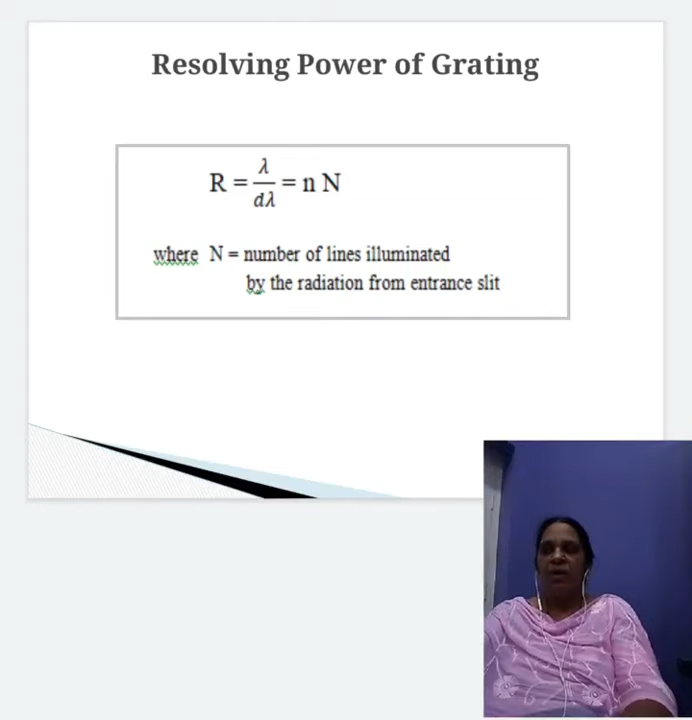 Resolving Power of Grating
R = λ/dλ = n N
where N = number of lines illuminated
by the radiation from entrance slit